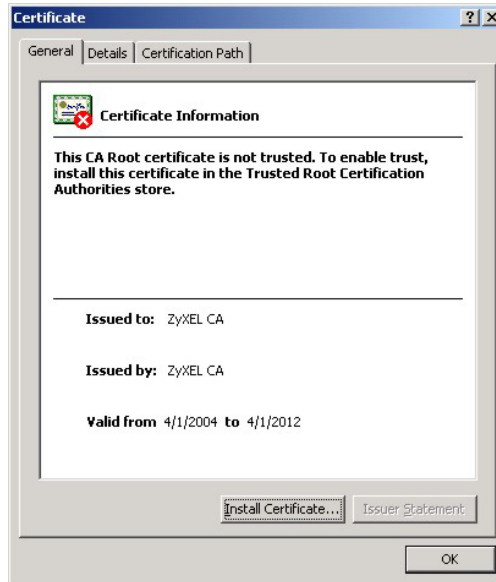 Certificate
General Details Certification Path
Certificate Information
This CA Root certificate is not trusted. To enable trust,
install this certificate in the Trusted Root Certification
Authorities store.
Issued to: ZyXEL CA
Issued by: ZyXEL CA
Valid from 4/1/2004 to 4/1/2012
Install Certificate... Issuer Statement
OK